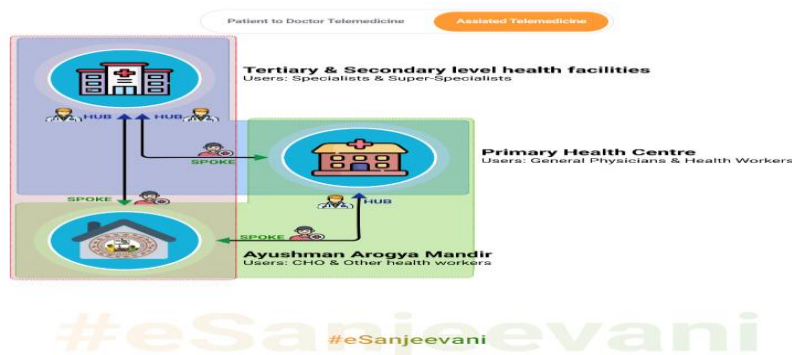 Patient to Doctor Telemedicine
Assisted Telemedicine
Tertiary & Secondary level health facilities
Users: Specialists & Super-Specialists
HUB
HUB
Primary Health Centre
Users: General Physicians & Health Workers
SPOKE
SPOKE
HUB
SPOKE
Ayushman Arogya Mandir
Users: CHO & Other health workers
#eSanjeevani
#eSanjeevani